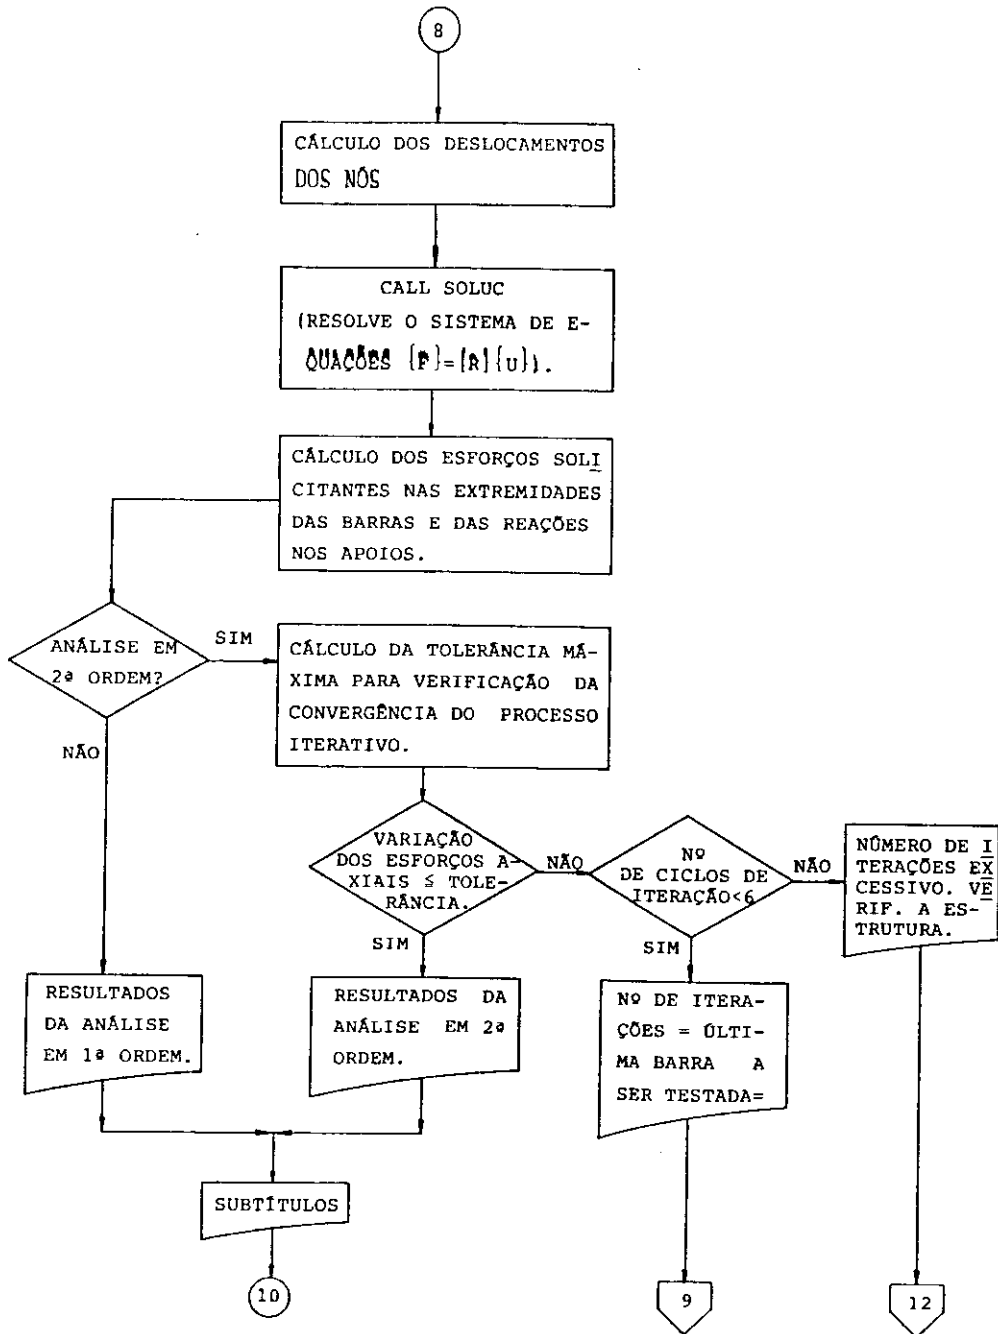 8
CÁLCULO DOS DESLOCAMENTOS
DOS NÓS
CALL SOLUC
(RESOLVE O SISTEMA DE E-
QUAÇÕES {F}=[R]{U}).
CÁLCULO DOS ESFORÇOS SOLI
CITANTES NAS EXTREMIDADES
DAS BARRAS E DAS REAÇÕES
NOS APOIOS.
ANÁLISE EM
2ª ORDEM?
SIM
NÃO
CÁLCULO DA TOLERÂNCIA MÁ-
XIMA PARA VERIFICAÇÃO DA
CONVERGÊNCIA DO PROCESSO
ITERATIVO.
VARIAÇÃO
DOS ESFORÇOS A-
XIAIS ≤ TOLE-
RÂNCIA.
NÃO
SIM
Nº
DE CICLOS DE
ITERAÇÃO<6
NÃO
SIM
NÚMERO DE I
TERAÇÕES EX
CESSIVO. VE
RIF. A ES-
TRUTURA.
RESULTADOS
DA ANÁLISE
EM 1ª ORDEM.
RESULTADOS DA
ANÁLISE EM 2ª
ORDEM.
Nº DE ITERA-
ÇÕES = ÚLTI-
MA BARRA A
SER TESTADA=
SUBTÍTULOS
10
9
12